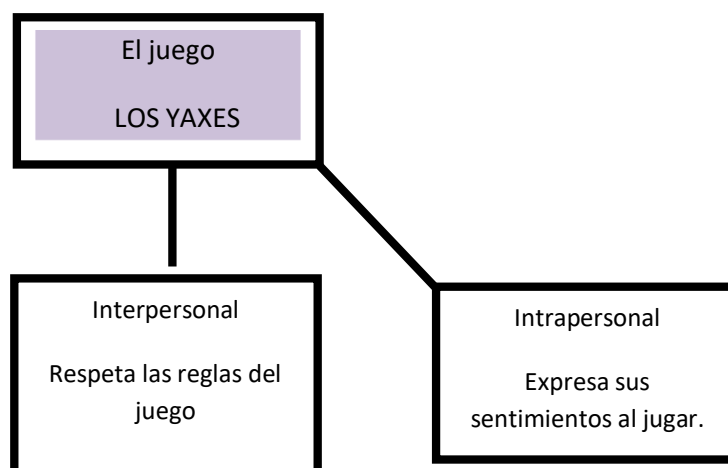 El juego
LOS YAXES
Interpersonal
Respeta las reglas del
juego
Intrapersonal
Expresa sus
sentimientos al jugar.